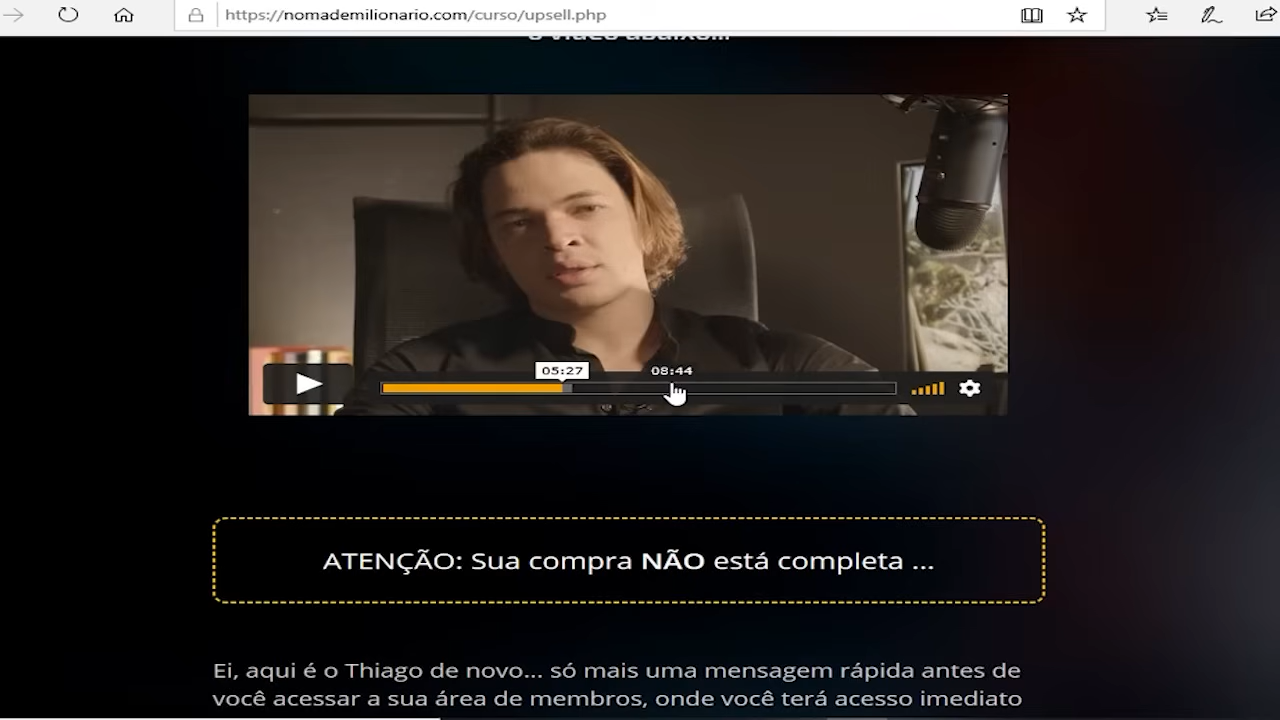 https://nomademilionario.com/curso/upsell.php
o vídeo abaixo...
05:27
08:44
ATENÇÃO: Sua compra NÃO está completa ...
Ei, aqui é o Thiago de novo... só mais uma mensagem rápida antes de
você acessar a sua área de membros, onde você terá acesso imediato